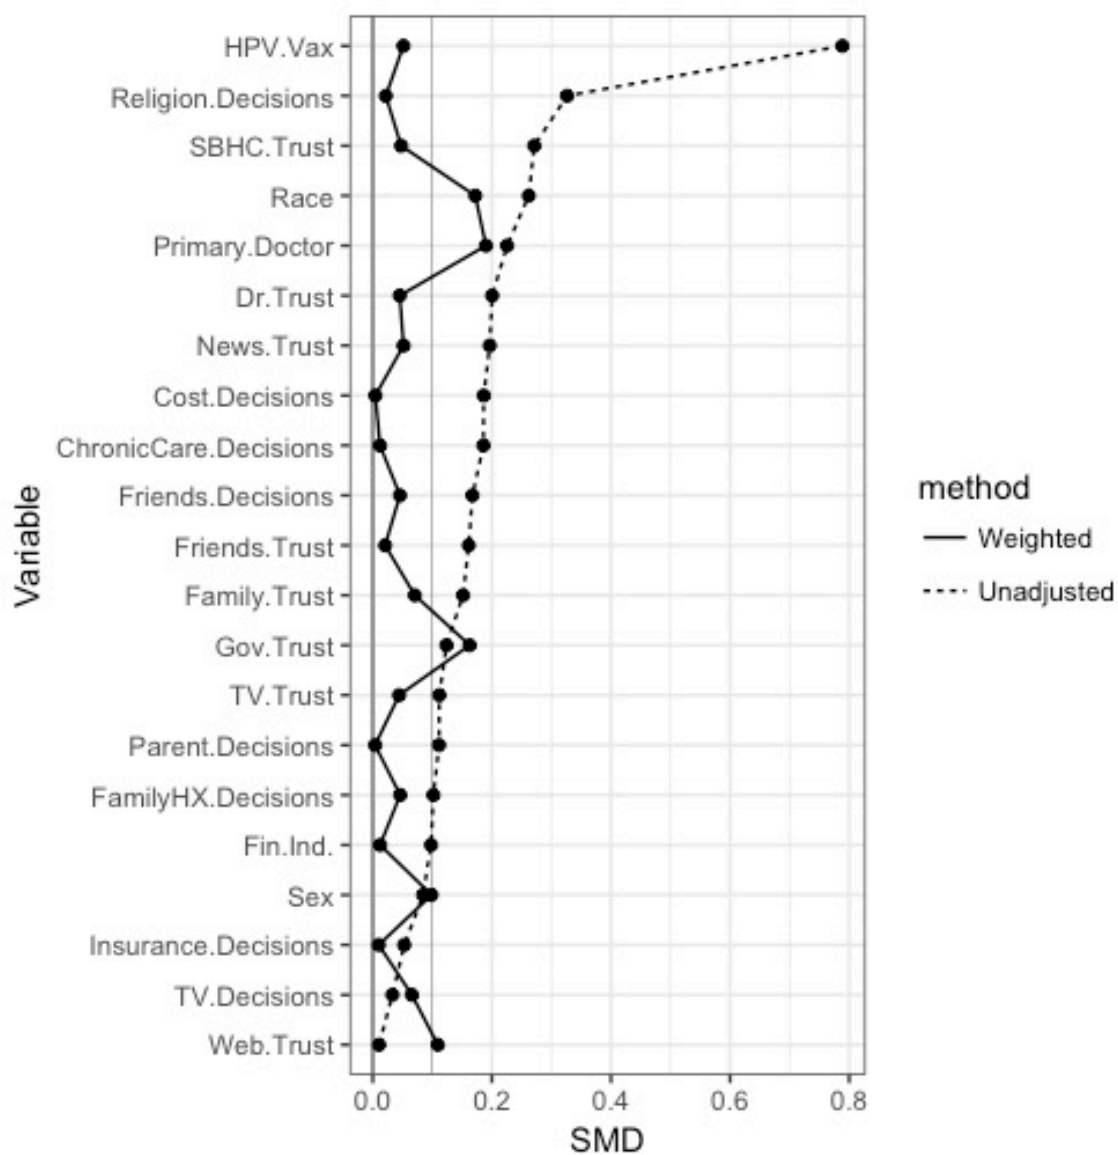 HPV.Vax
Religion.Decisions
SBHC.Trust
Race
Primary.Doctor
Dr.Trust
News.Trust
Cost.Decisions
ChronicCare.Decisions
Friends.Decisions
Friends.Trust
Family.Trust
Gov.Trust
TV.Trust
Parent.Decisions
FamilyHX.Decisions
Fin.Ind.
Sex
Insurance.Decisions
TV.Decisions
Web.Trust
Variable
0.0 0.2 0.4 0.6 0.8
SMD
method
Weighted
Unadjusted